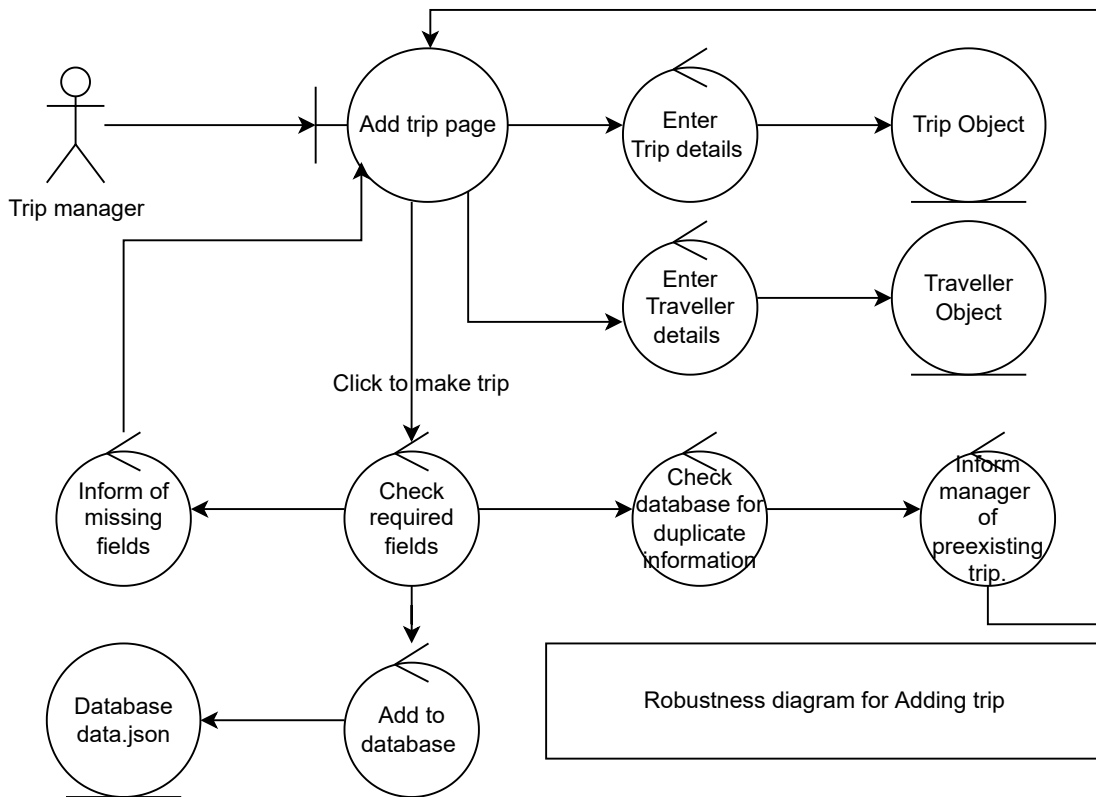 Add trip page
Enter
Trip details
Trip Object
Trip manager
Enter
Traveller
details
Traveller
Object
Click to make trip
Inform of
missing
fields
Check
required
fields
Check
database for
duplicate
information
Inform
manager
of
preexisting
trip.
Database
data.json
Add to
database
Robustness diagram for Adding trip